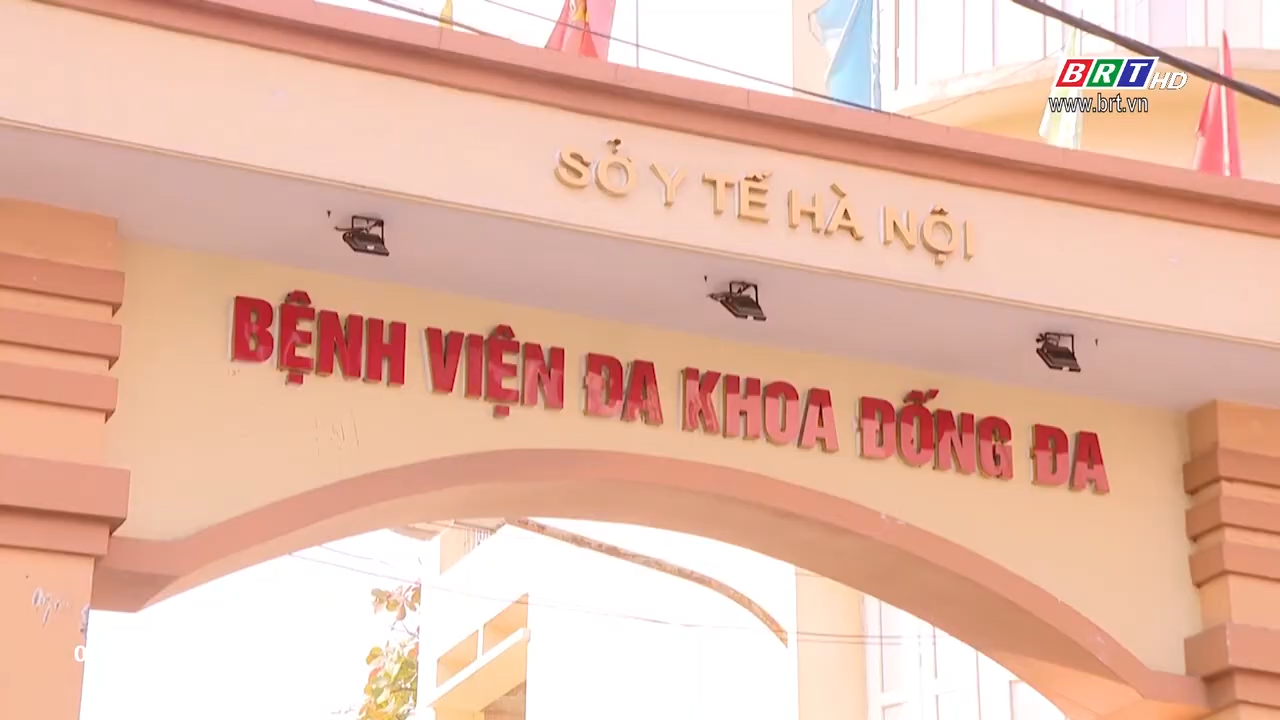 BRT HD
www.brt.vn
SỞ Y TẾ HÀ NỘI
BỆNH VIỆN ĐA KHOA ĐỐNG ĐA